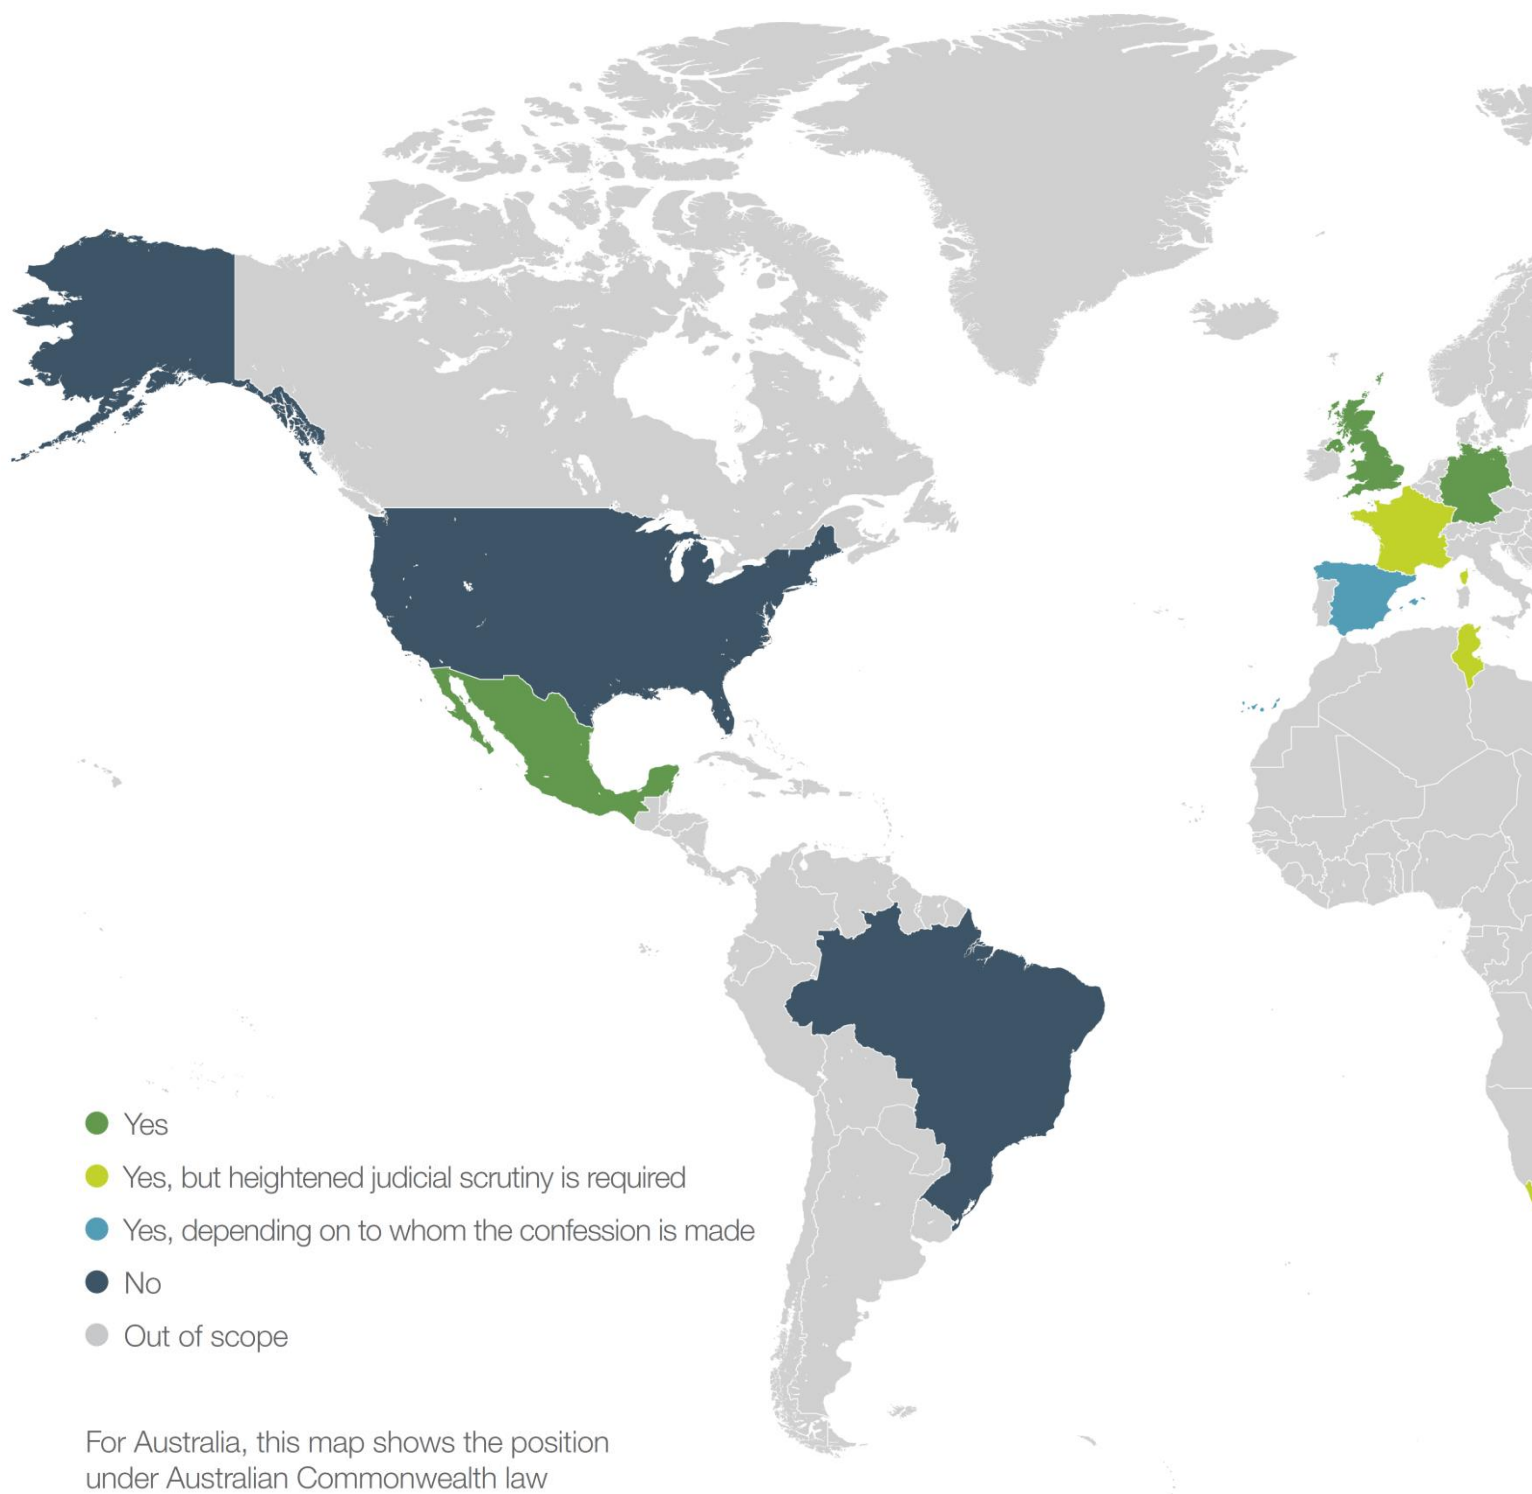 Yes
Yes, but heightened judicial scrutiny is required
Yes, depending on to whom the confession is made
No
Out of scope
For Australia, this map shows the position
under Australian Commonwealth law